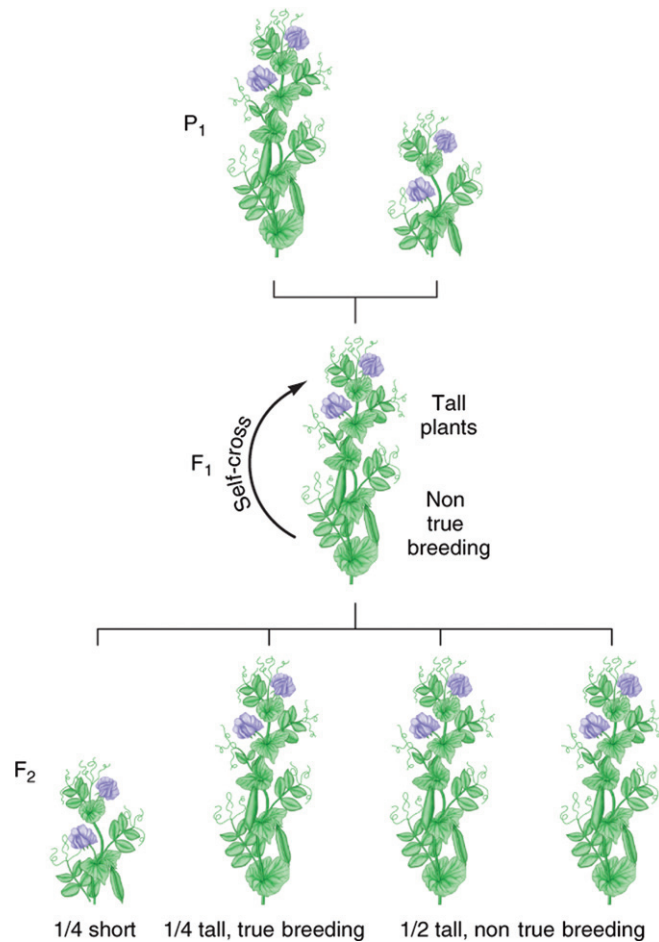 P1
Tall
plants
F1
Self-cross
Non
true
breeding
F2
1/4 short
1/4 tall, true breeding
1/2 tall, non true breeding